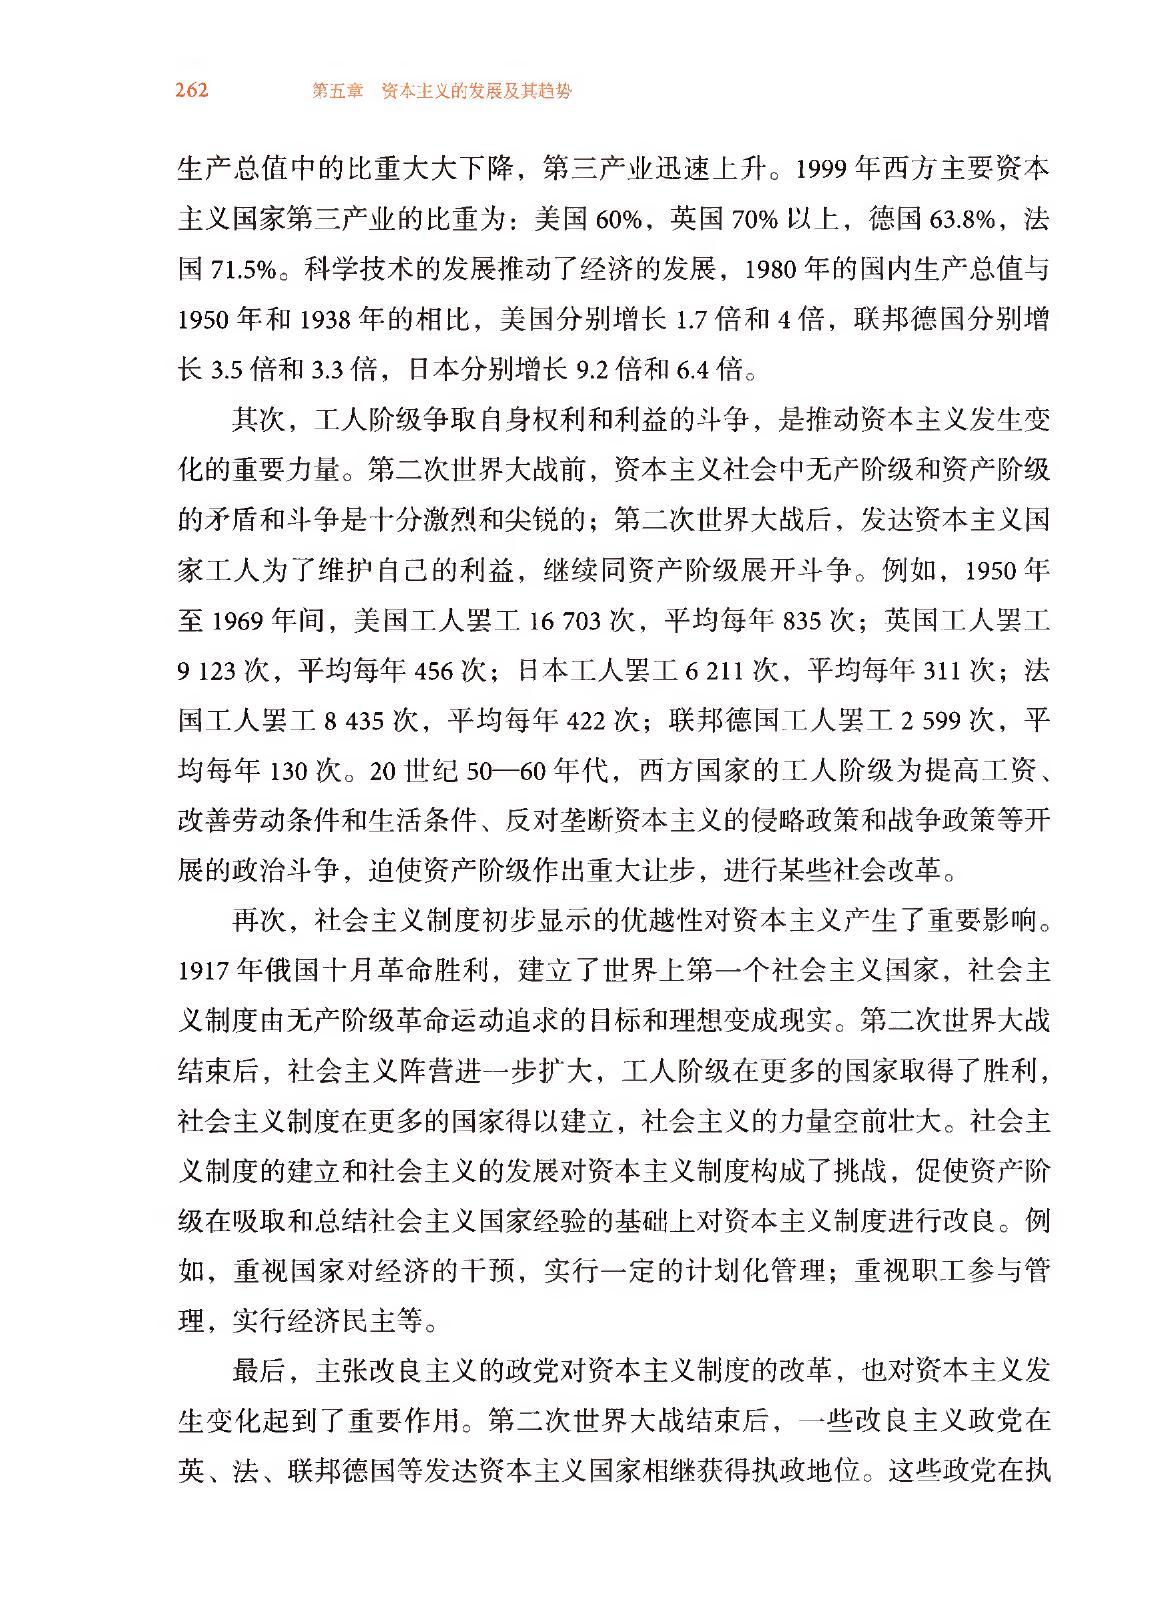 262 第五章 资本主义的发展及其趋势
生产总值中的比重大大下降，第三产业迅速上升。1999 年西方主要资本
主义国家第三产业的比重为：美国 60%，英国 70% 以上，德国 63.8%，法
国 71.5%。科学技术的发展推动了经济的发展，1980 年的国内生产总值与
1950 年和 1938 年的相比，美国分别增长 1.7 倍和 4 倍，联邦德国分别增
长 3.5 倍和 3.3 倍，日本分别增长 9.2 倍和 6.4 倍。
其次，工人阶级争取自身权利和利益的斗争，是推动资本主义发生变
化的重要力量。第二次世界大战前，资本主义社会中无产阶级和资产阶级
的矛盾和斗争是十分激烈和尖锐的；第二次世界大战后，发达资本主义国
家工人为了维护自己的利益，继续同资产阶级展开斗争。例如，1950 年
至 1969 年间，美国工人罢工 16 703 次，平均每年 835 次；英国工人罢工
9 123 次，平均每年 456 次；日本工人罢工 6 211 次，平均每年 311 次；法
国工人罢工 8 435 次，平均每年 422 次；联邦德国工人罢工 2 599 次，平
均每年 130 次。20 世纪 50—60 年代，西方国家的工人阶级为提高工资、
改善劳动条件和生活条件、反对垄断资本主义的侵略政策和战争政策等开
展的政治斗争，迫使资产阶级作出重大让步，进行某些社会改革。
再次，社会主义制度初步显示的优越性对资本主义产生了重要影响。
1917 年俄国十月革命胜利，建立了世界上第一个社会主义国家，社会主
义制度由无产阶级革命运动追求的目标和理想变成现实。第二次世界大战
结束后，社会主义阵营进一步扩大，工人阶级在更多的国家取得了胜利，
社会主义制度在更多的国家得以建立，社会主义的力量空前壮大。社会主
义制度的建立和社会主义的发展对资本主义制度构成了挑战，促使资产阶
级在吸取和总结社会主义国家经验的基础上对资本主义制度进行改良。例
如，重视国家对经济的干预，实行一定的计划化管理；重视职工参与管
理，实行经济民主等。
最后，主张改良主义的政党对资本主义制度的改革，也对资本主义发
生变化起到了重要作用。第二次世界大战结束后，一些改良主义政党在
英、法、联邦德国等发达资本主义国家相继获得执政地位。这些政党在执